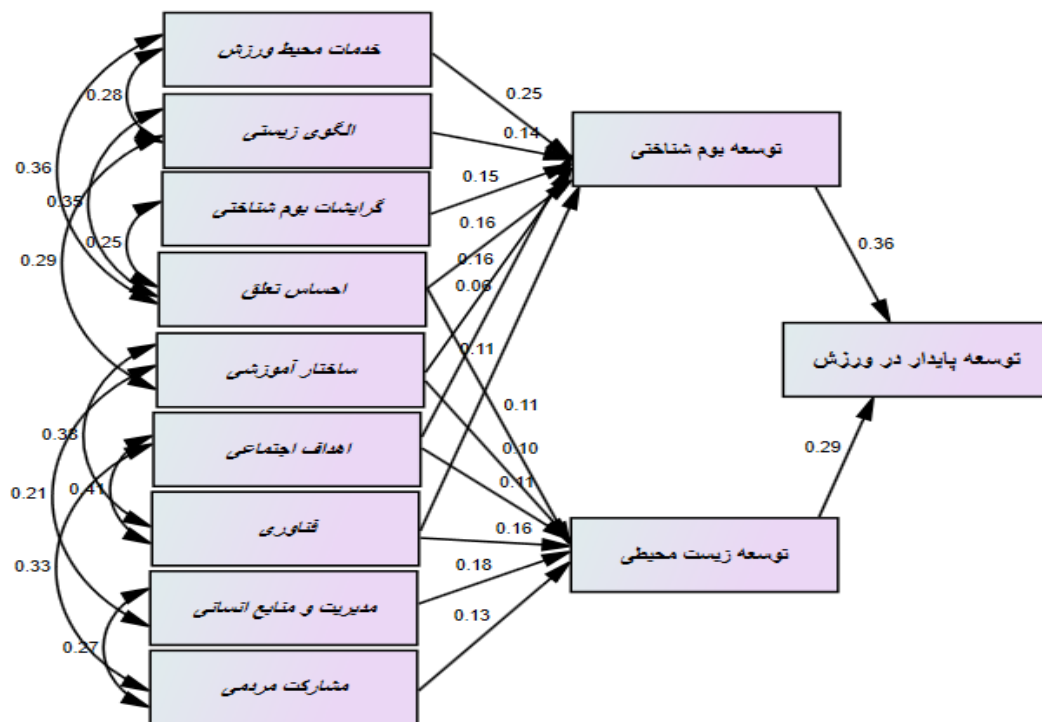 خدمات محیط ورزش
الگوی زیستی
گرایشات بوم شناختی
احساس تعلق
ساختار آموزشی
اهداف اجتماعی
فناوری
مدیریت و منابع انسانی
مشارکت مردمی
توسعه بوم شناختی
توسعه زیست محیطی
توسعه پایدار در ورزش
0.28
0.36
0.35
0.25
0.29
0.38
0.41
0.21
0.33
0.27
0.25
0.14
0.15
0.16
0.16
0.06
0.11
0.11
0.10
0.11
0.16
0.18
0.13
0.36
0.29